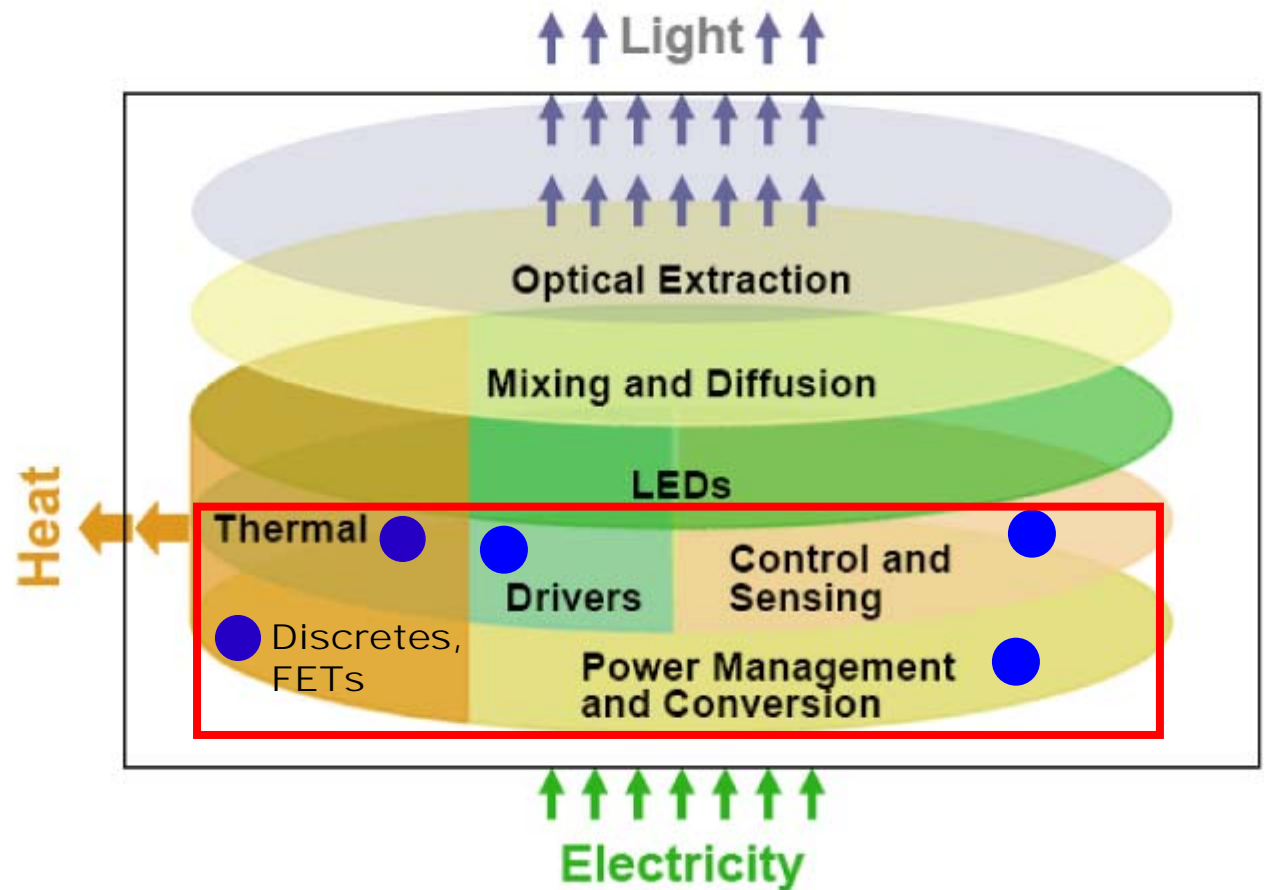 Light
Optical Extraction
Mixing and Diffusion
LEDs
Heat
Thermal
Drivers
Control and
Sensing
Discretes,
FETs
Power Management
and Conversion
Electricity